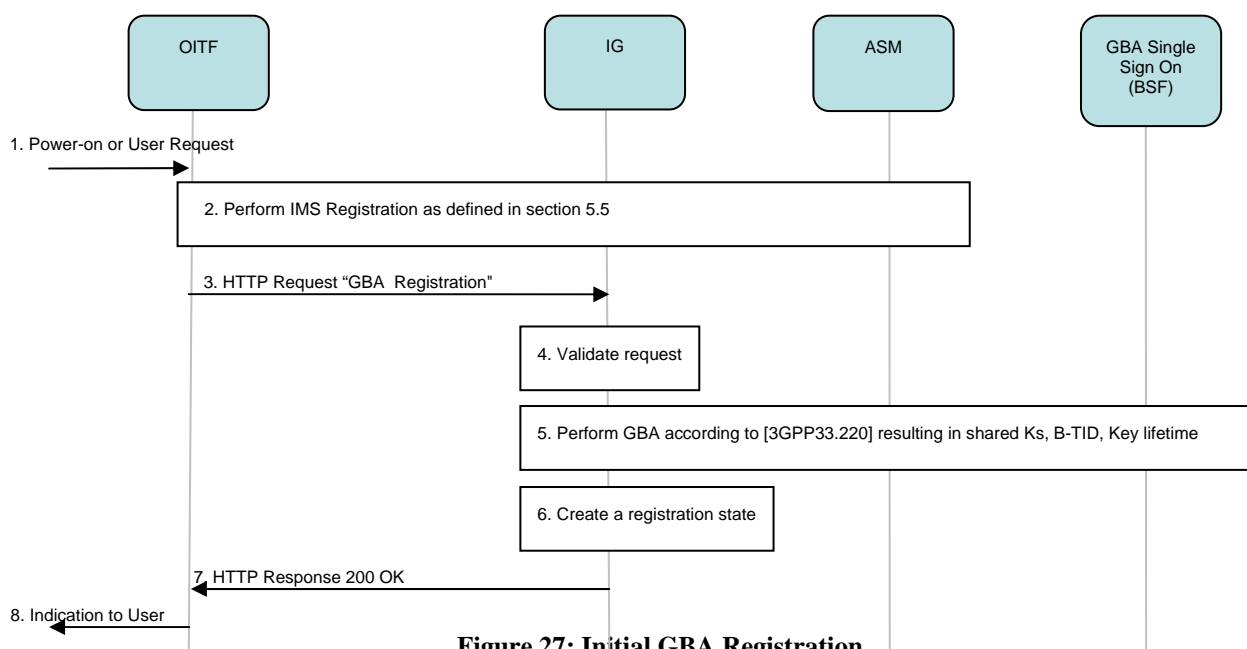 OITF
IG
ASM
GBA Single
Sign On
(BSF)
1. Power-on or User Request
2. Perform IMS Registration as defined in section 5.5
3. HTTP Request “GBA Registration"
4. Validate request
5. Perform GBA according to [3GPP33.220] resulting in shared Ks, B-TID, Key lifetime
6. Create a registration state
7. HTTP Response 200 OK
8. Indication to User
Figure 27: Initial GBA Registration